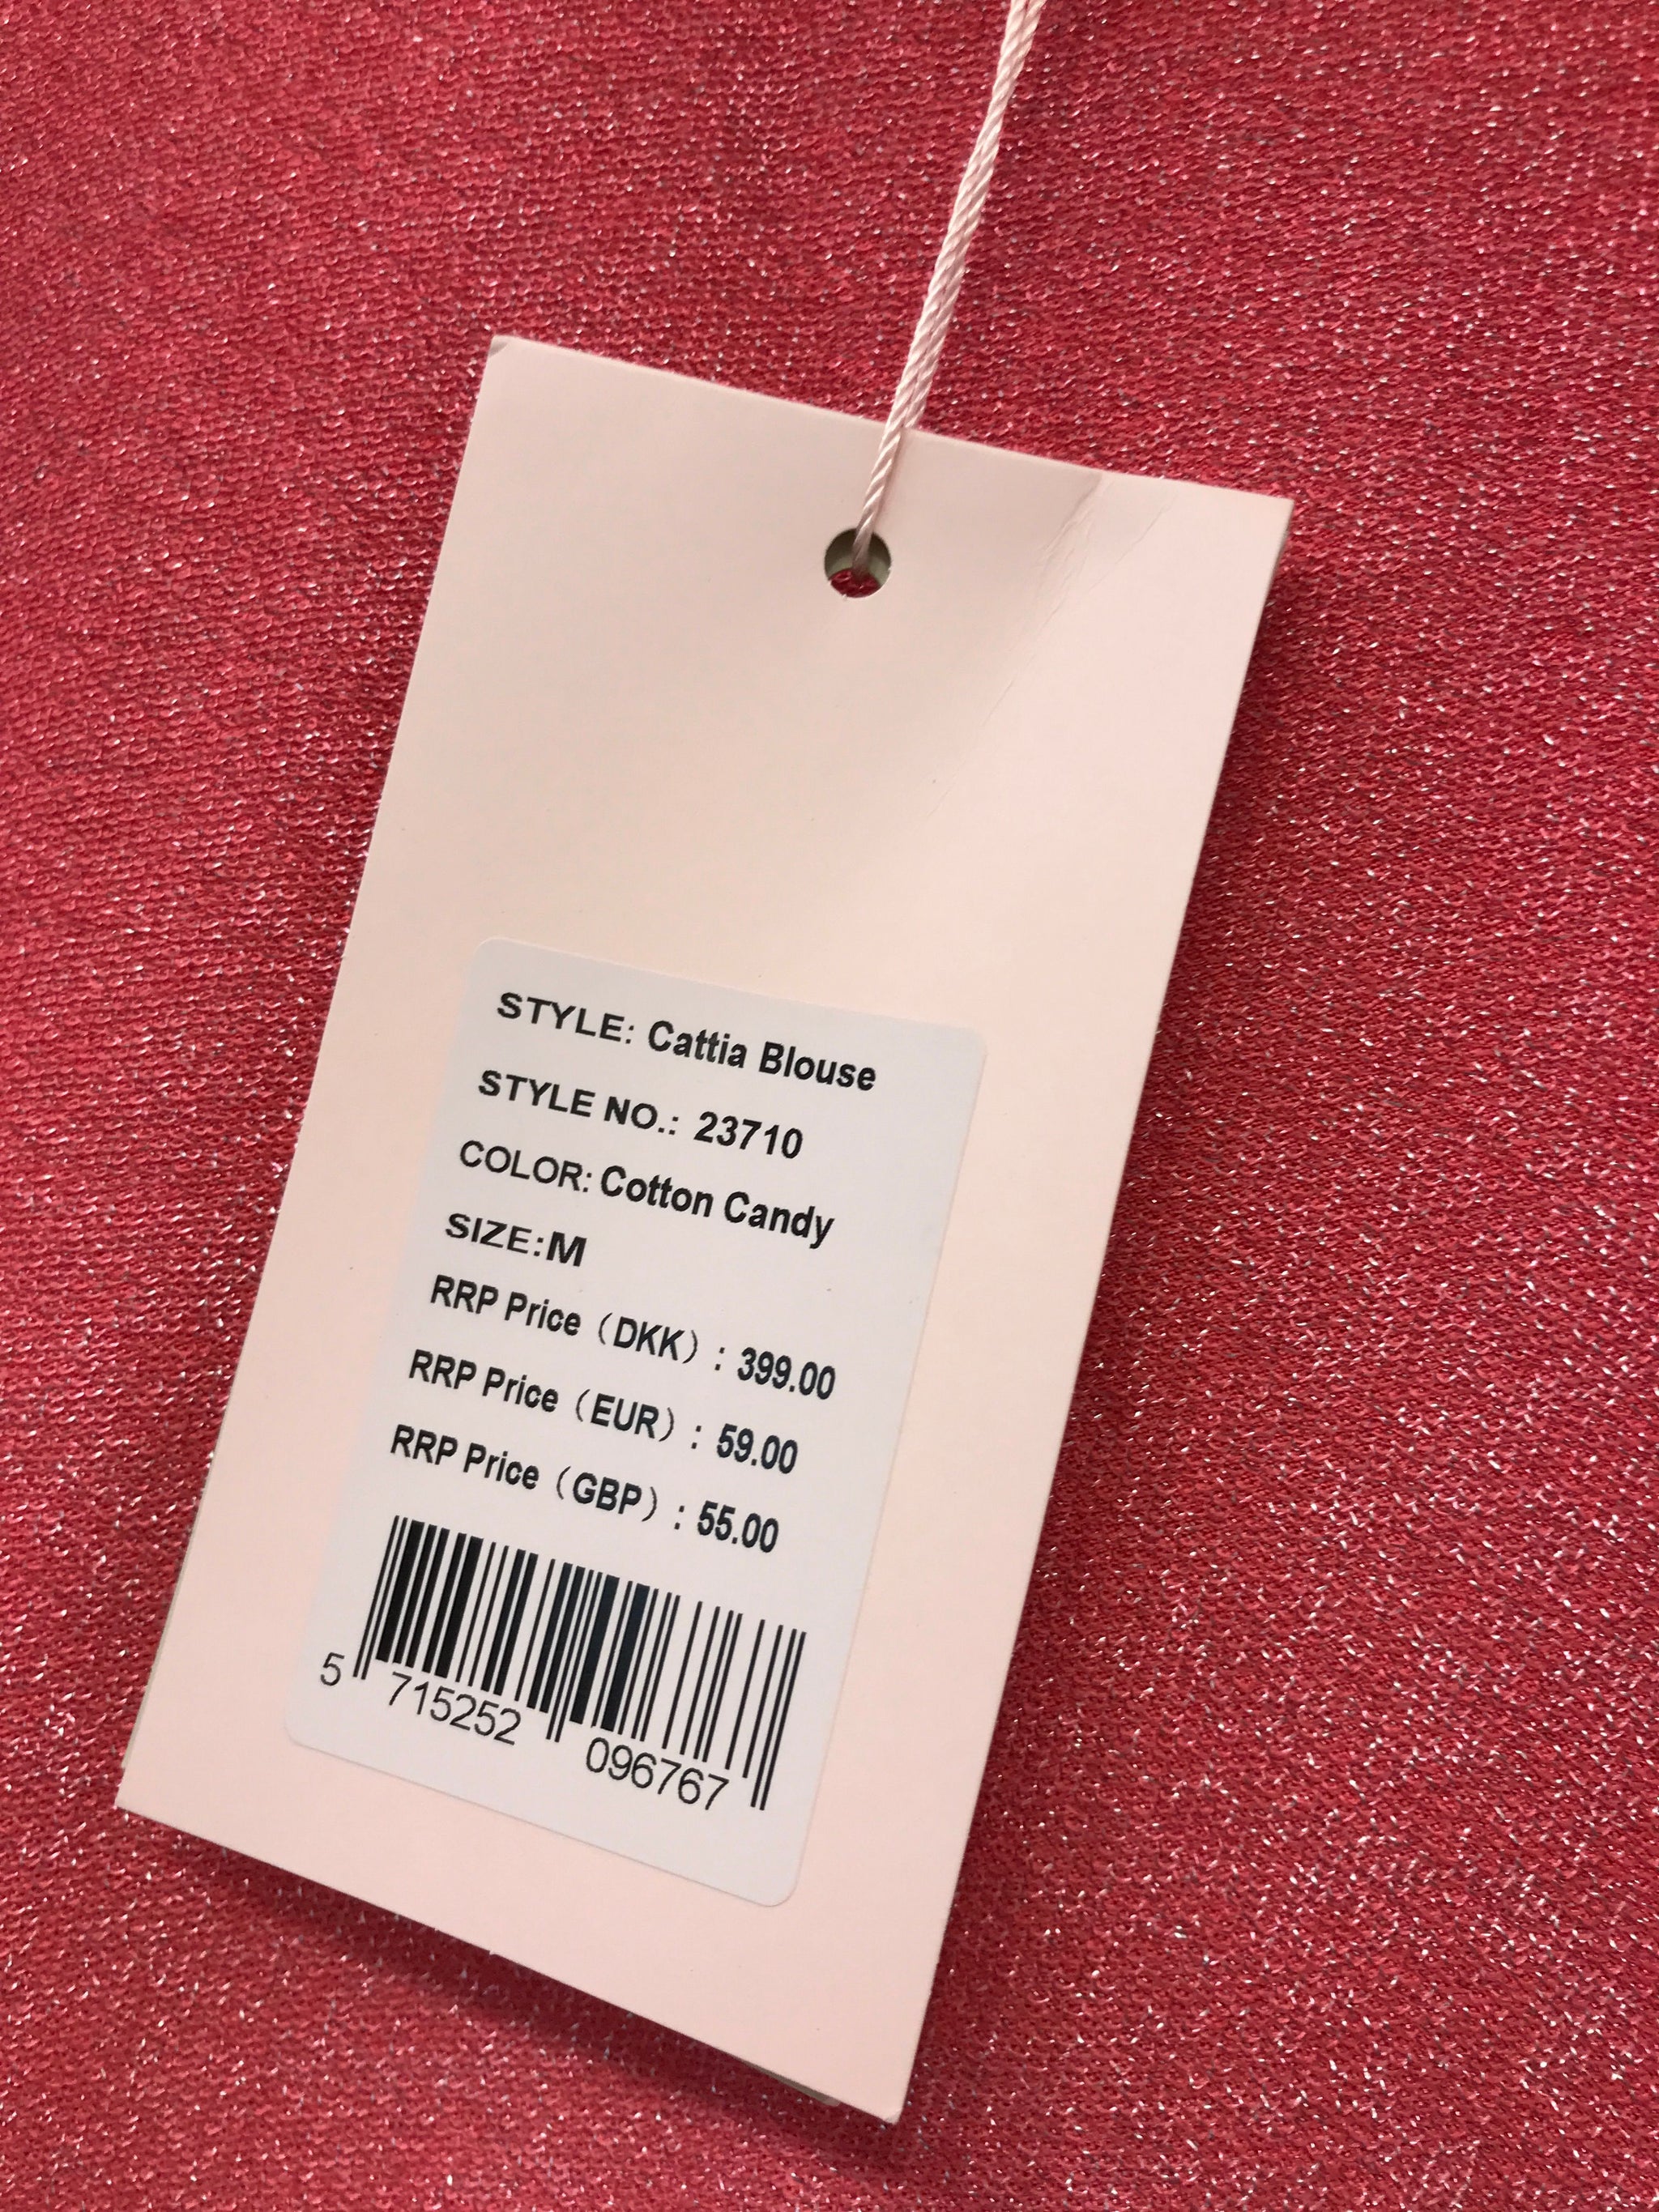 STYLE: Cattia Blouse
STYLE NO.: 23710
COLOR: Cotton Candy
SIZE:M
RRP Price（DKK）: 399.00
RRP Price（EUR）: 59.00
RRP Price（GBP）: 55.00
5 715252 096767